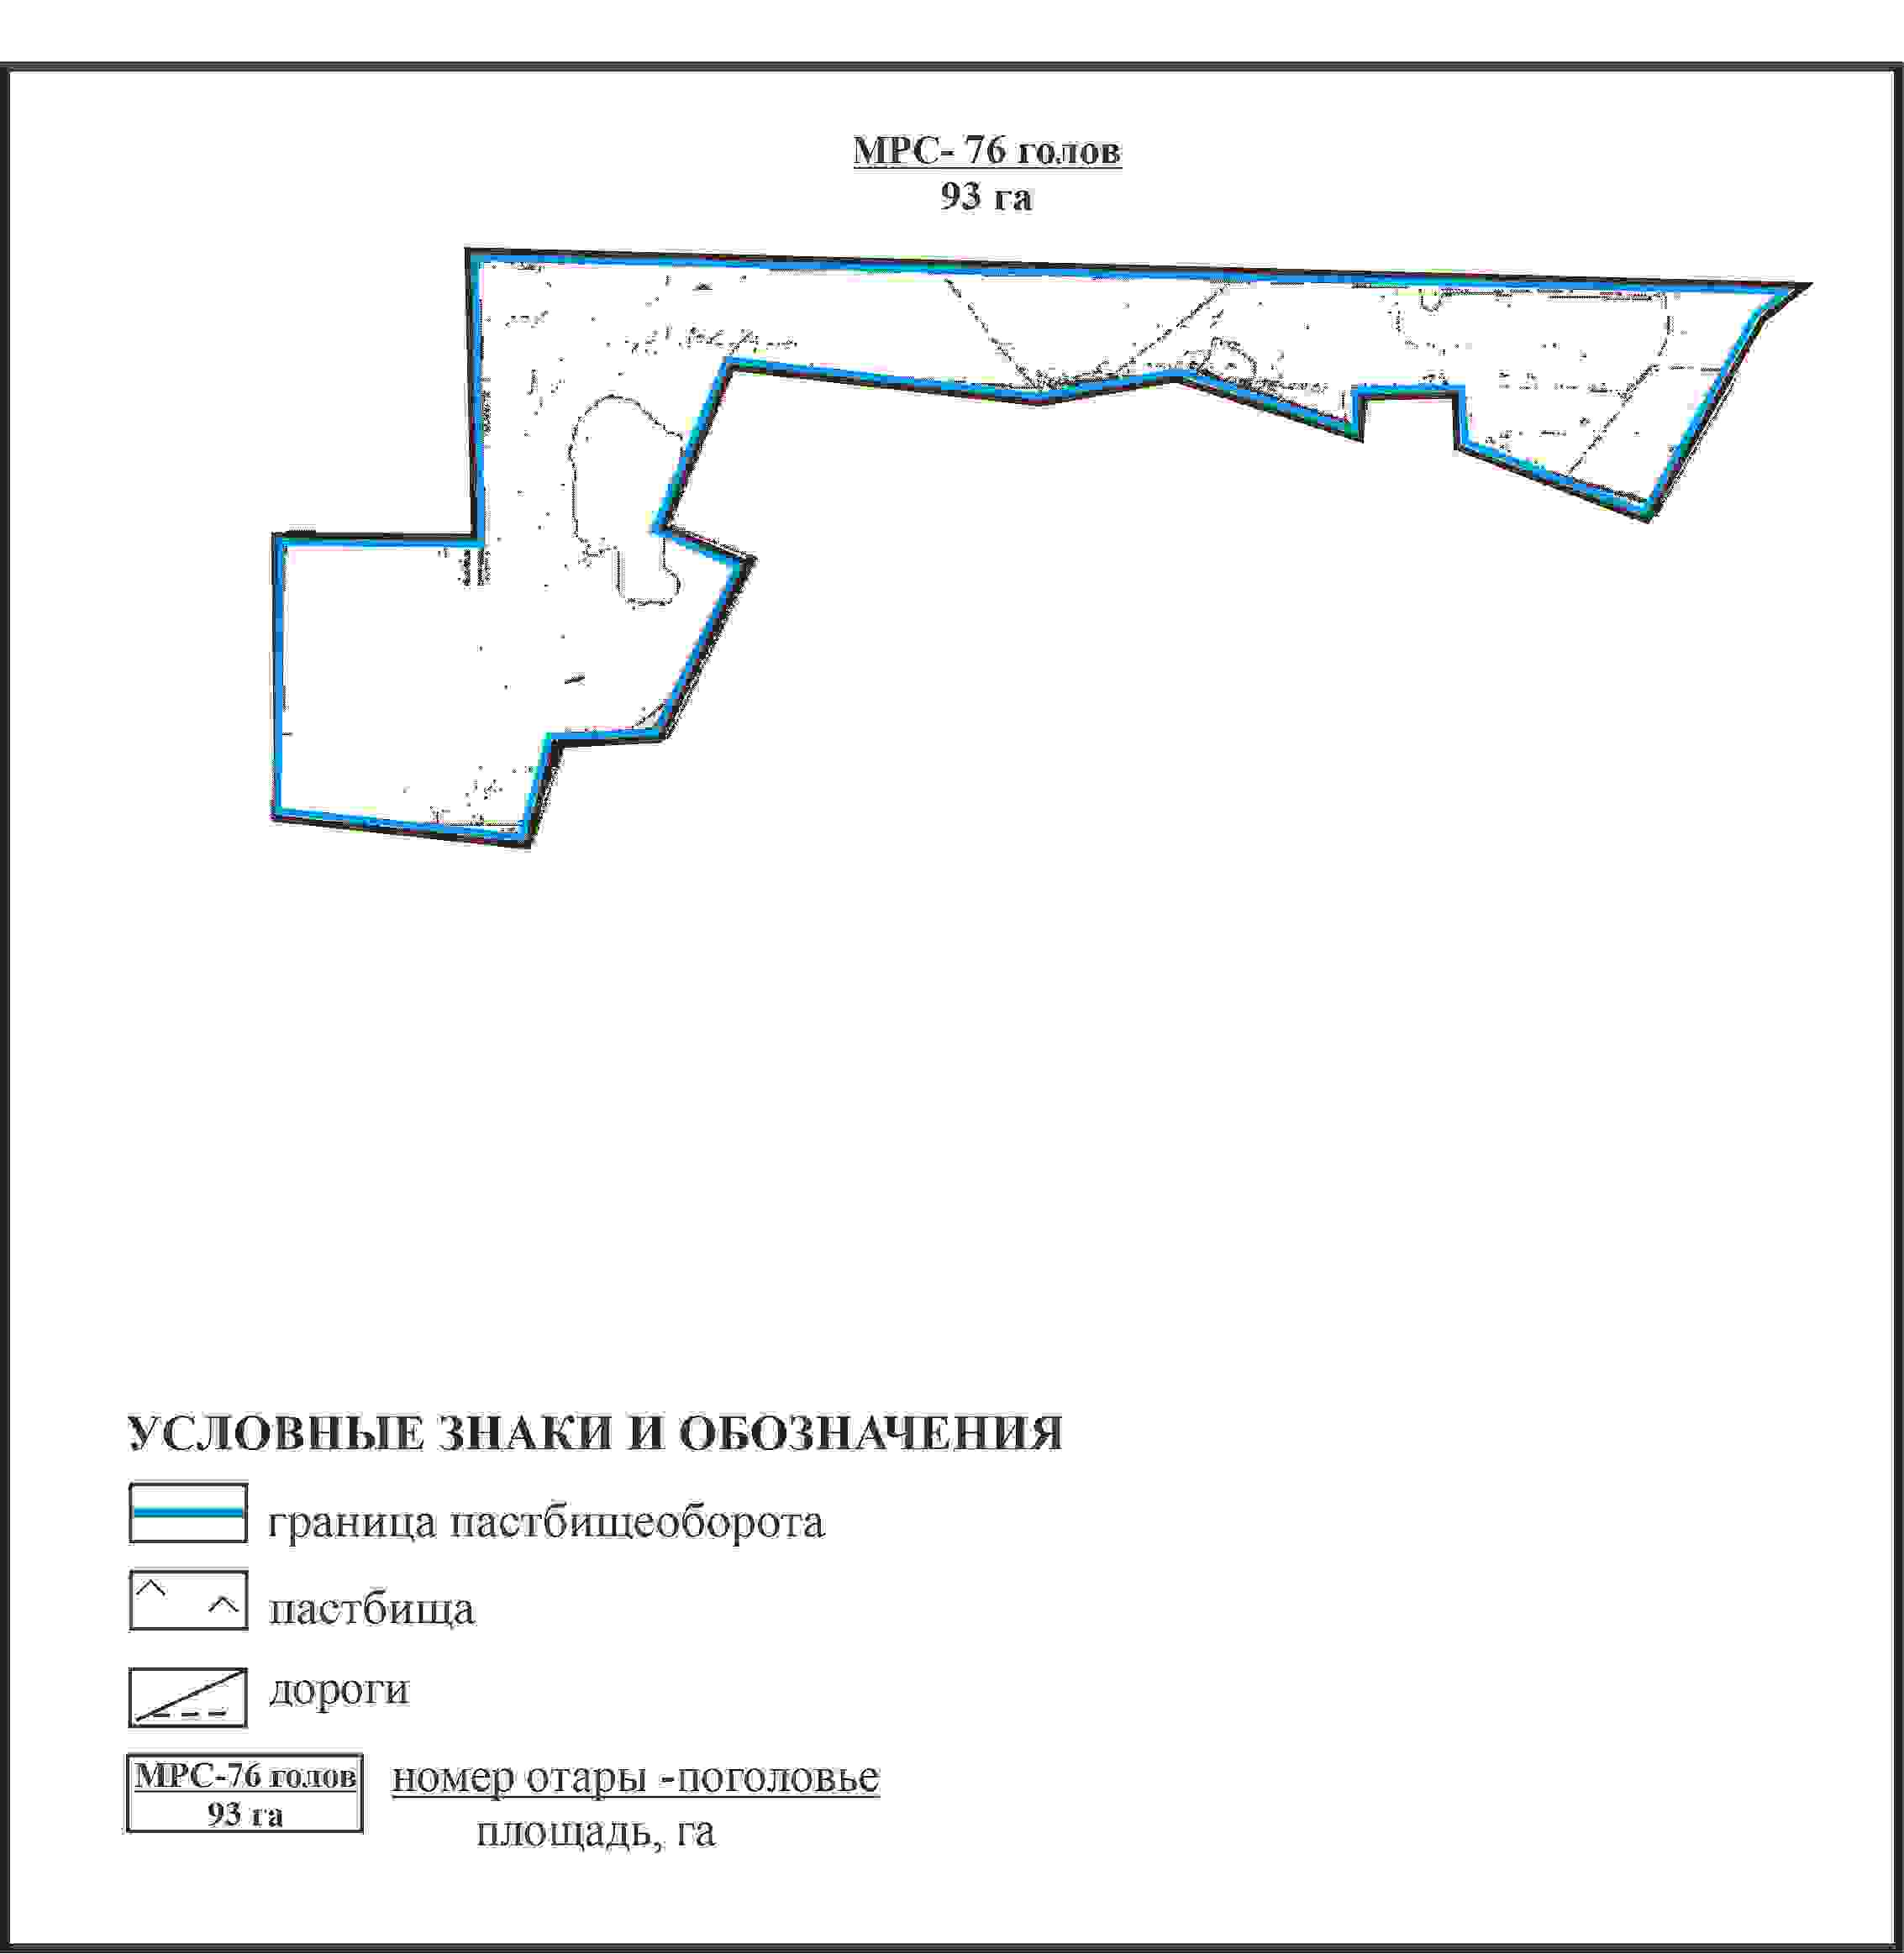 МРС- 76 голов
93 га
УСЛОВНЫЕ ЗНАКИ И ОБОЗНАЧЕНИЯ
граница пастбищеоборота
пастбища
дороги
МРС-76 голов
93 га
номер отары -поголовье
площадь, га